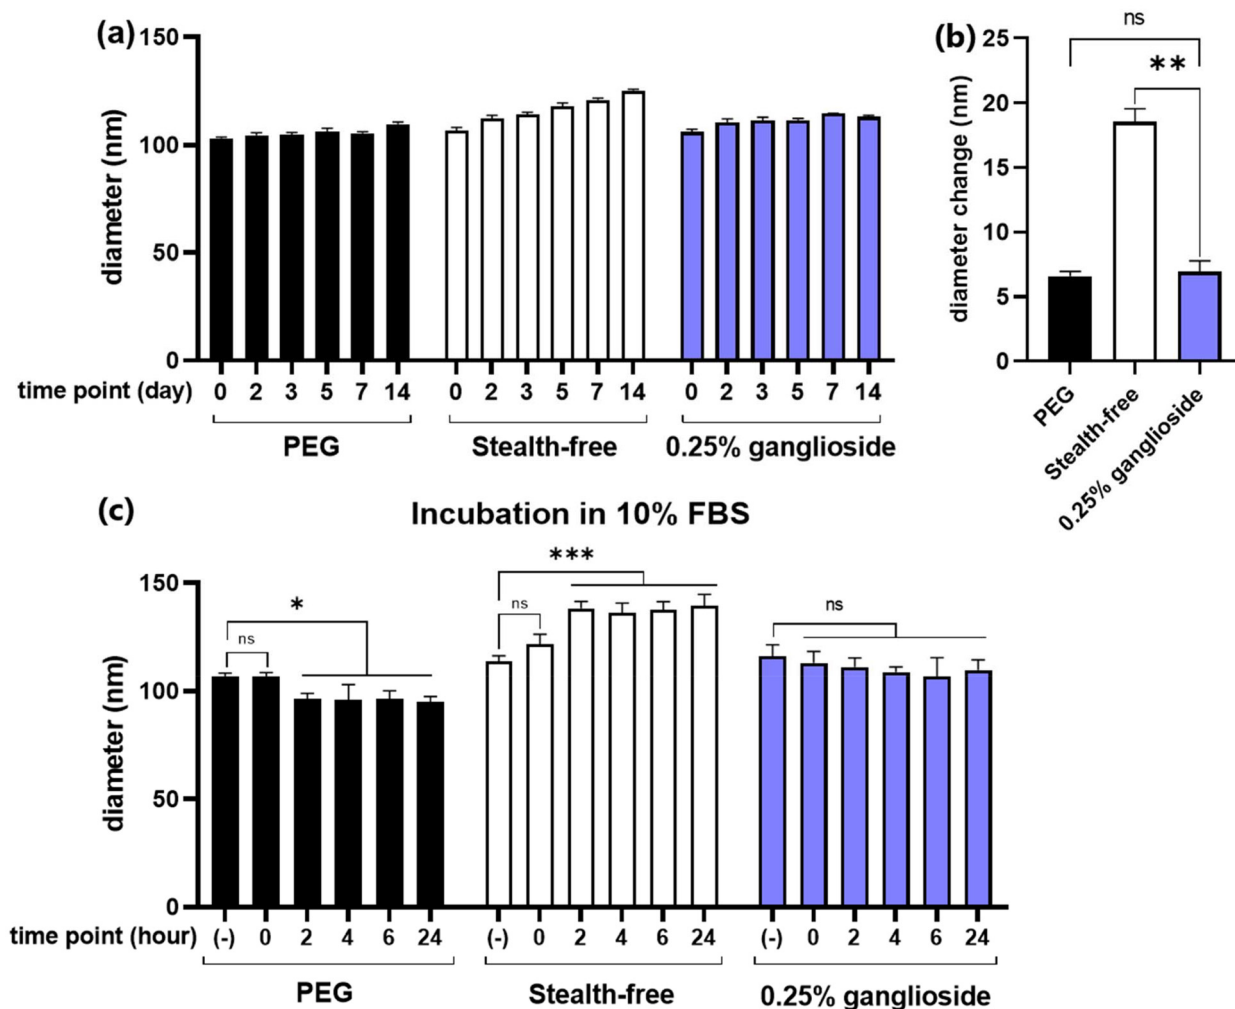 (a)
150
100
50
0
diameter (nm)
time point (day) 0 2 3 5 7 14 0 2 3 5 7 14 0 2 3 5 7 14
PEG Stealth-free 0.25% ganglioside
(b)
ns
**
25
20
15
10
5
0
diameter change (nm)
PEG
Stealth-free
0.25% ganglioside
(c) Incubation in 10% FBS
150
100
50
0
diameter (nm)
*
ns
***
ns
ns
time point (hour) (-) 0 2 4 6 24 (-) 0 2 4 6 24 (-) 0 2 4 6 24
PEG Stealth-free 0.25% ganglioside